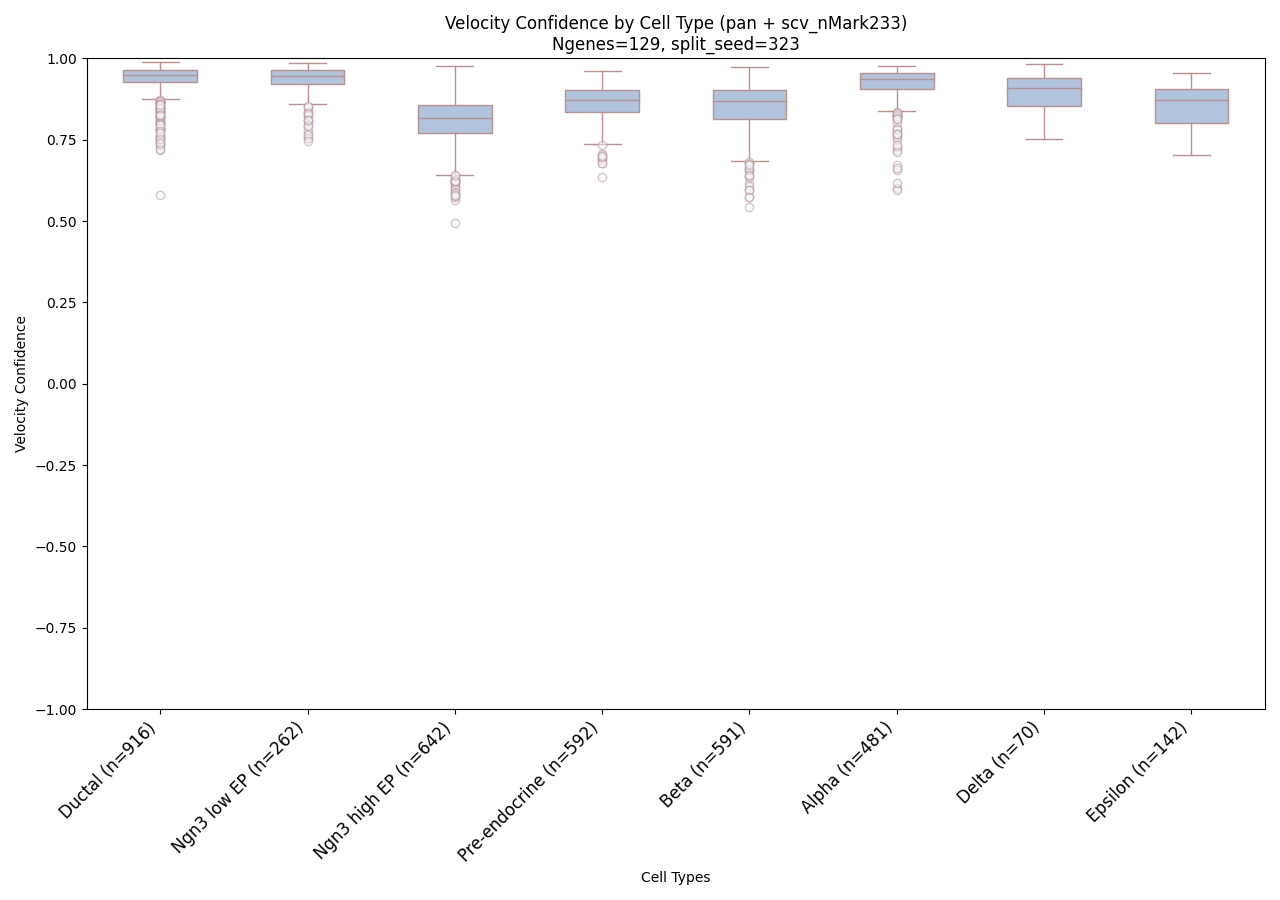 Velocity Confidence by Cell Type (pan + scv_nMark233)
Ngenes=129, split_seed=323
Velocity Confidence
1.00
0.75
0.50
0.25
0.00
−0.25
−0.50
−0.75
−1.00
Ductal (n=916)
Ngn3 low EP (n=262)
Ngn3 high EP (n=642)
Pre-endocrine (n=592)
Beta (n=591)
Alpha (n=481)
Delta (n=70)
Epsilon (n=142)
Cell Types